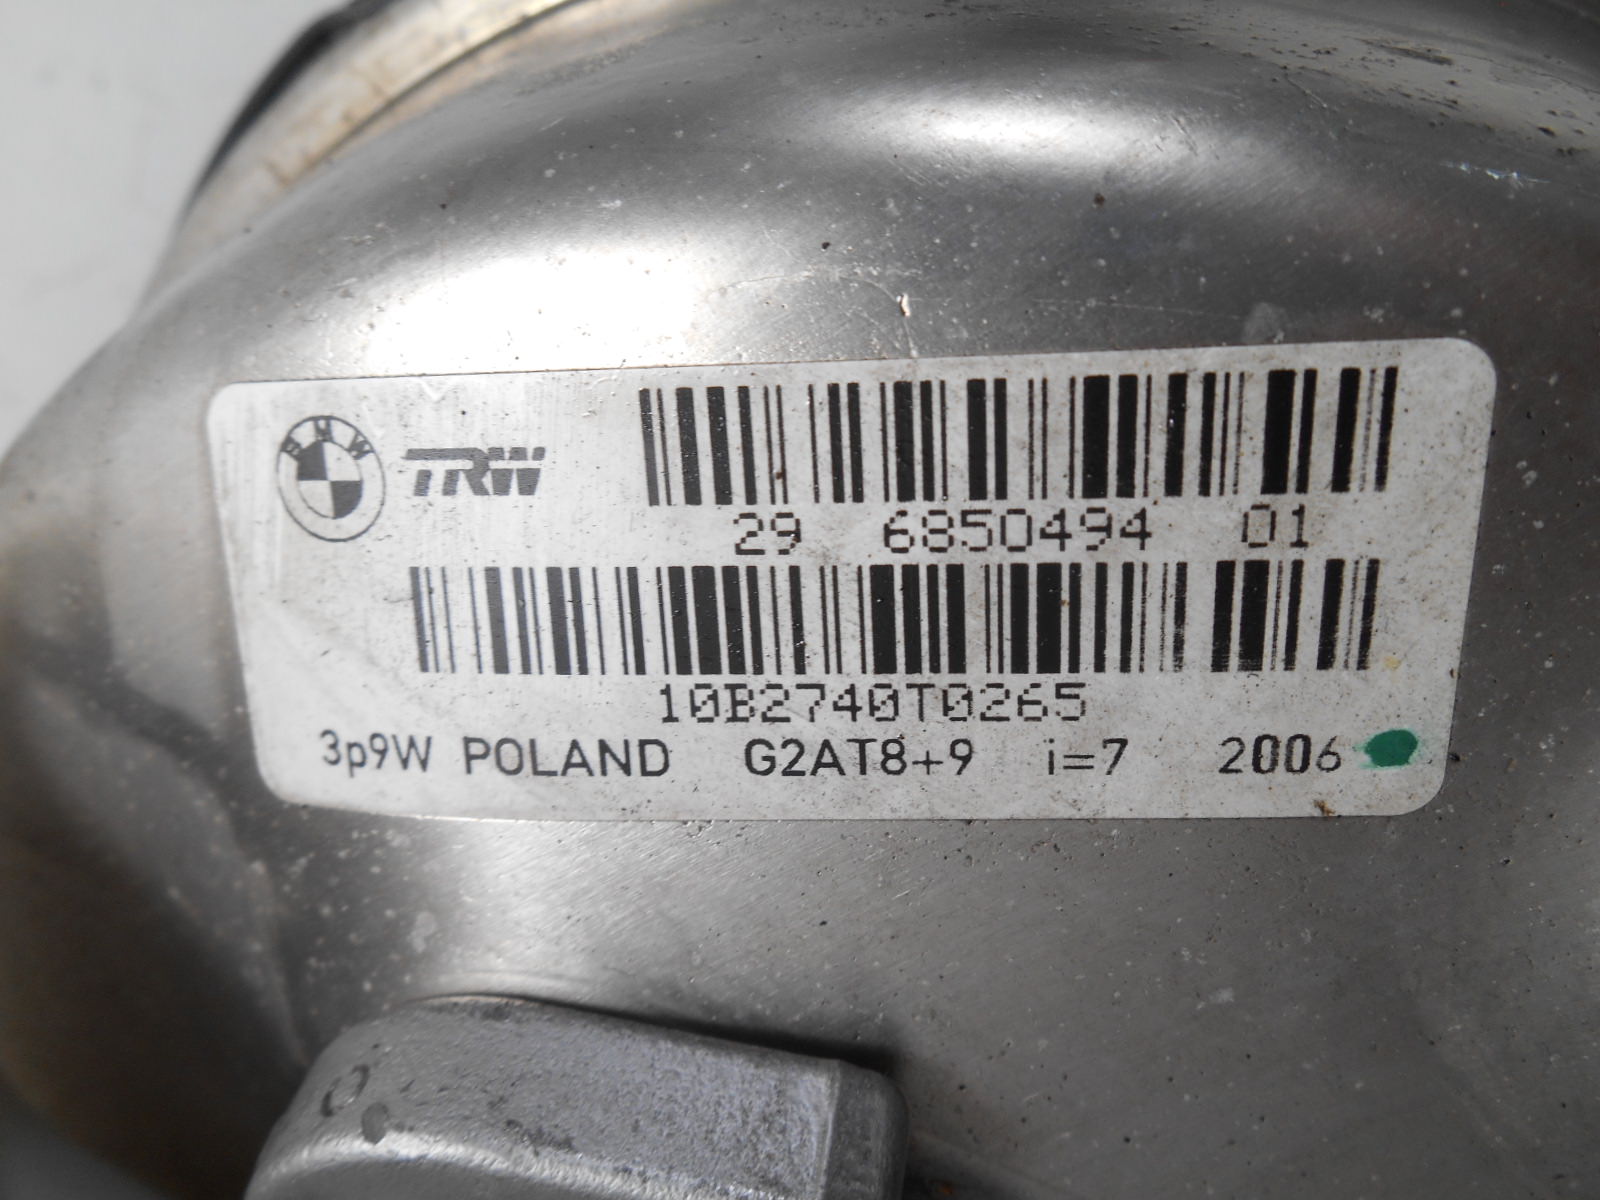 BMW TRW
29 6850494 01
10B2740T0265
3p9W POLAND G2AT8+9 i=7 2006